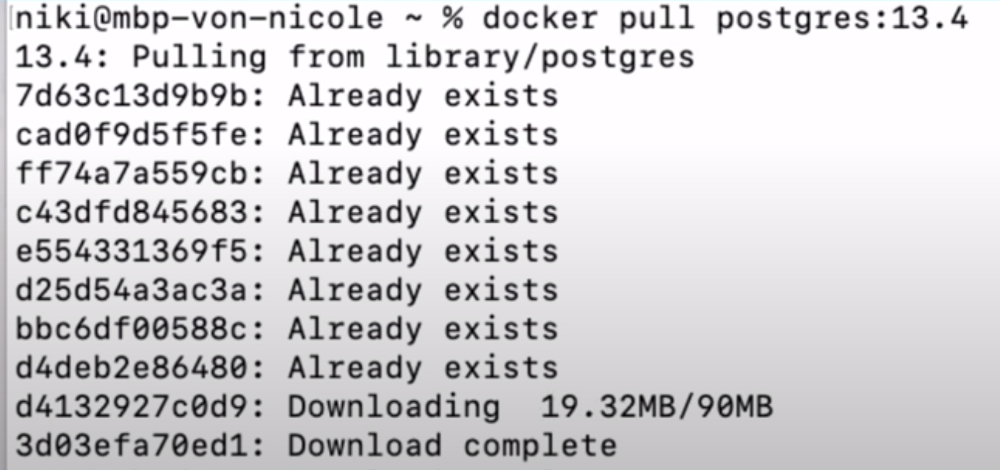 niki@mbp-von-nicole ~ % docker pull postgres:13.4
13.4: Pulling from library/postgres
7d63c13d9b9b: Already exists
cad0f9d5f5fe: Already exists
ff74a7a559cb: Already exists
c43dfd845683: Already exists
e554331369f5: Already exists
d25d54a3ac3a: Already exists
bbc6df00588c: Already exists
d4deb2e86480: Already exists
d4132927c0d9: Downloading  19.32MB/90MB
3d03efa70ed1: Download complete